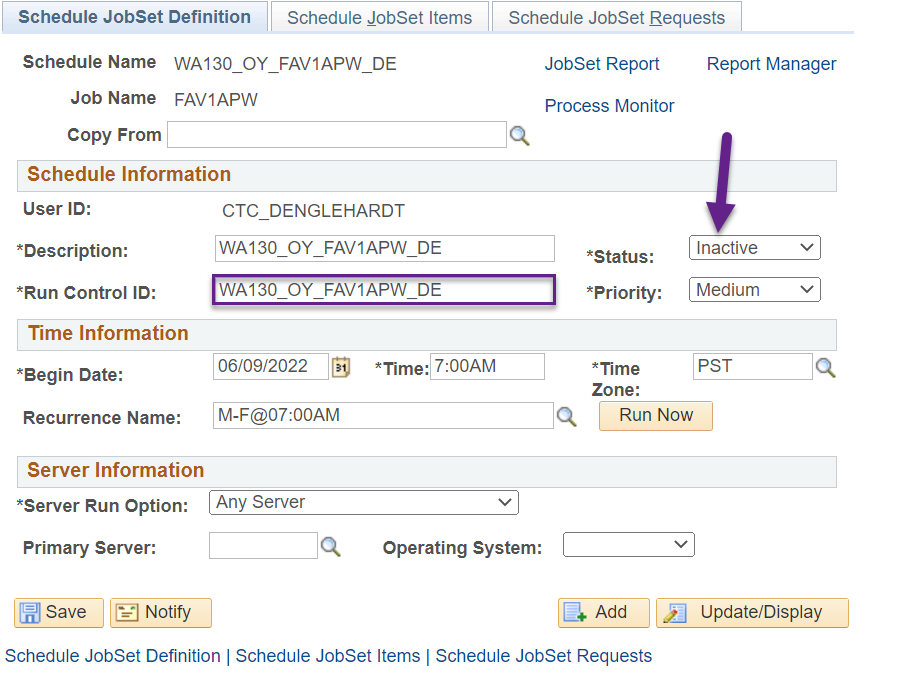 Schedule JobSet Definition Schedule JobSet Items Schedule JobSet Requests
Schedule Name WA130_OY_FAV1APW_DE JobSet Report Report Manager
Job Name FAV1APW
Process Monitor
Copy From
Schedule Information
User ID: CTC_DENGLEHARDT
*Description: WA130_OY_FAV1APW_DE *Status: Inactive
*Run Control ID: WA130_OY_FAV1APW_DE *Priority: Medium
Time Information
*Begin Date: 06/09/2022 31 *Time: 7:00AM *Time Zone: PST
Recurrence Name: M-F@07:00AM Run Now
Server Information
*Server Run Option: Any Server
Primary Server: Operating System:
Save Notify Add Update/Display
Schedule JobSet Definition | Schedule JobSet Items | Schedule JobSet Requests